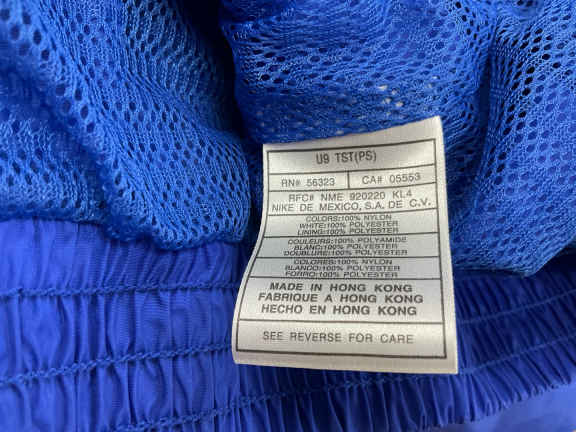 U9 TST(PS)
RN# 56323 CA# 05553
RFC# NME 920220 KL4
NIKE DE MEXICO, S.A. DE C.V.
COLORS:100% NYLON
WHITE:100% POLYESTER
LINING:100% POLYESTER
COULEURS:100% POLYAMIDE
BLANC:100% POLYESTER
DOUBLURE:100% POLYESTER
COLORES:100% NYLON
BLANCO:100% POLYESTER
FORRO:100% POLYESTER
MADE IN HONG KONG
FABRIQUE A HONG KONG
HECHO EN HONG KONG
SEE REVERSE FOR CARE